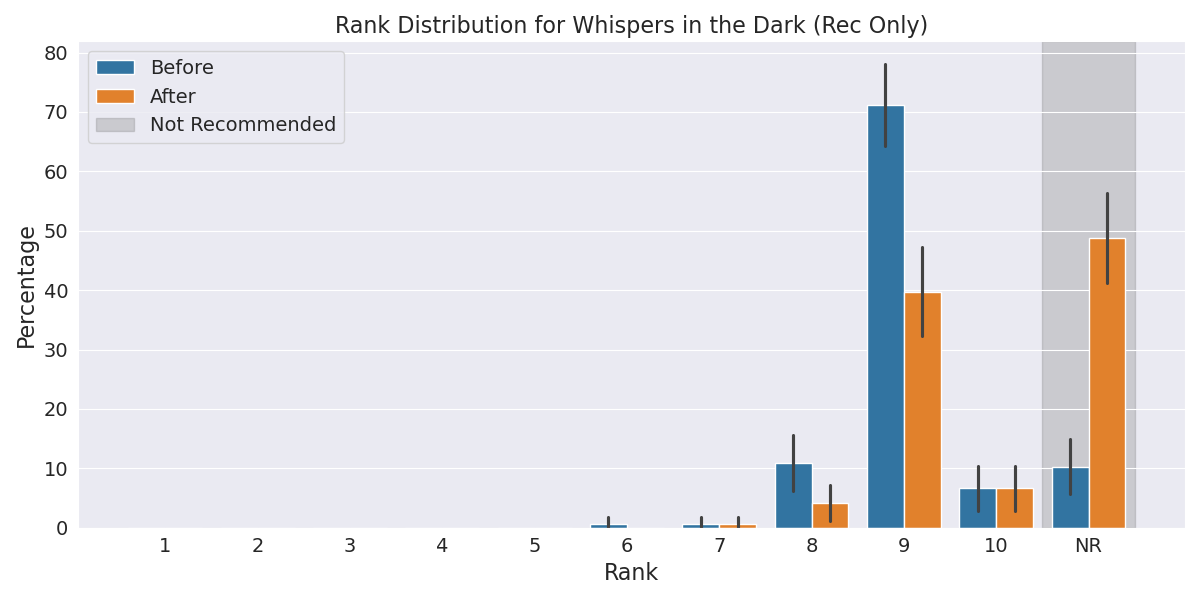 Rank Distribution for Whispers in the Dark (Rec Only)
Before
After
Not Recommended
Percentage
80
70
60
50
40
30
20
10
0
1 2 3 4 5 6 7 8 9 10 NR
Rank